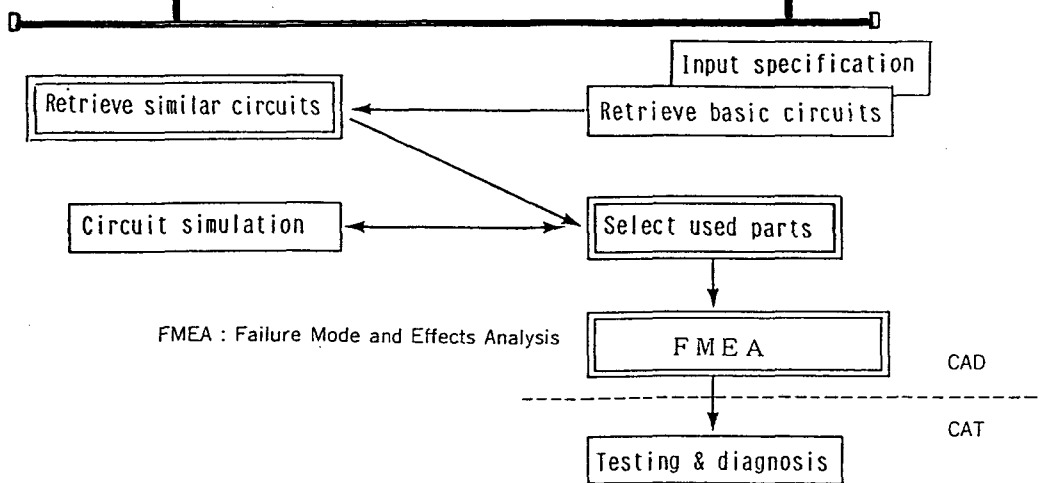 Input specification
Retrieve similar circuits
Retrieve basic circuits
Circuit simulation
Select used parts
FMEA : Failure Mode and Effects Analysis
FMEA
CAD
CAT
Testing & diagnosis